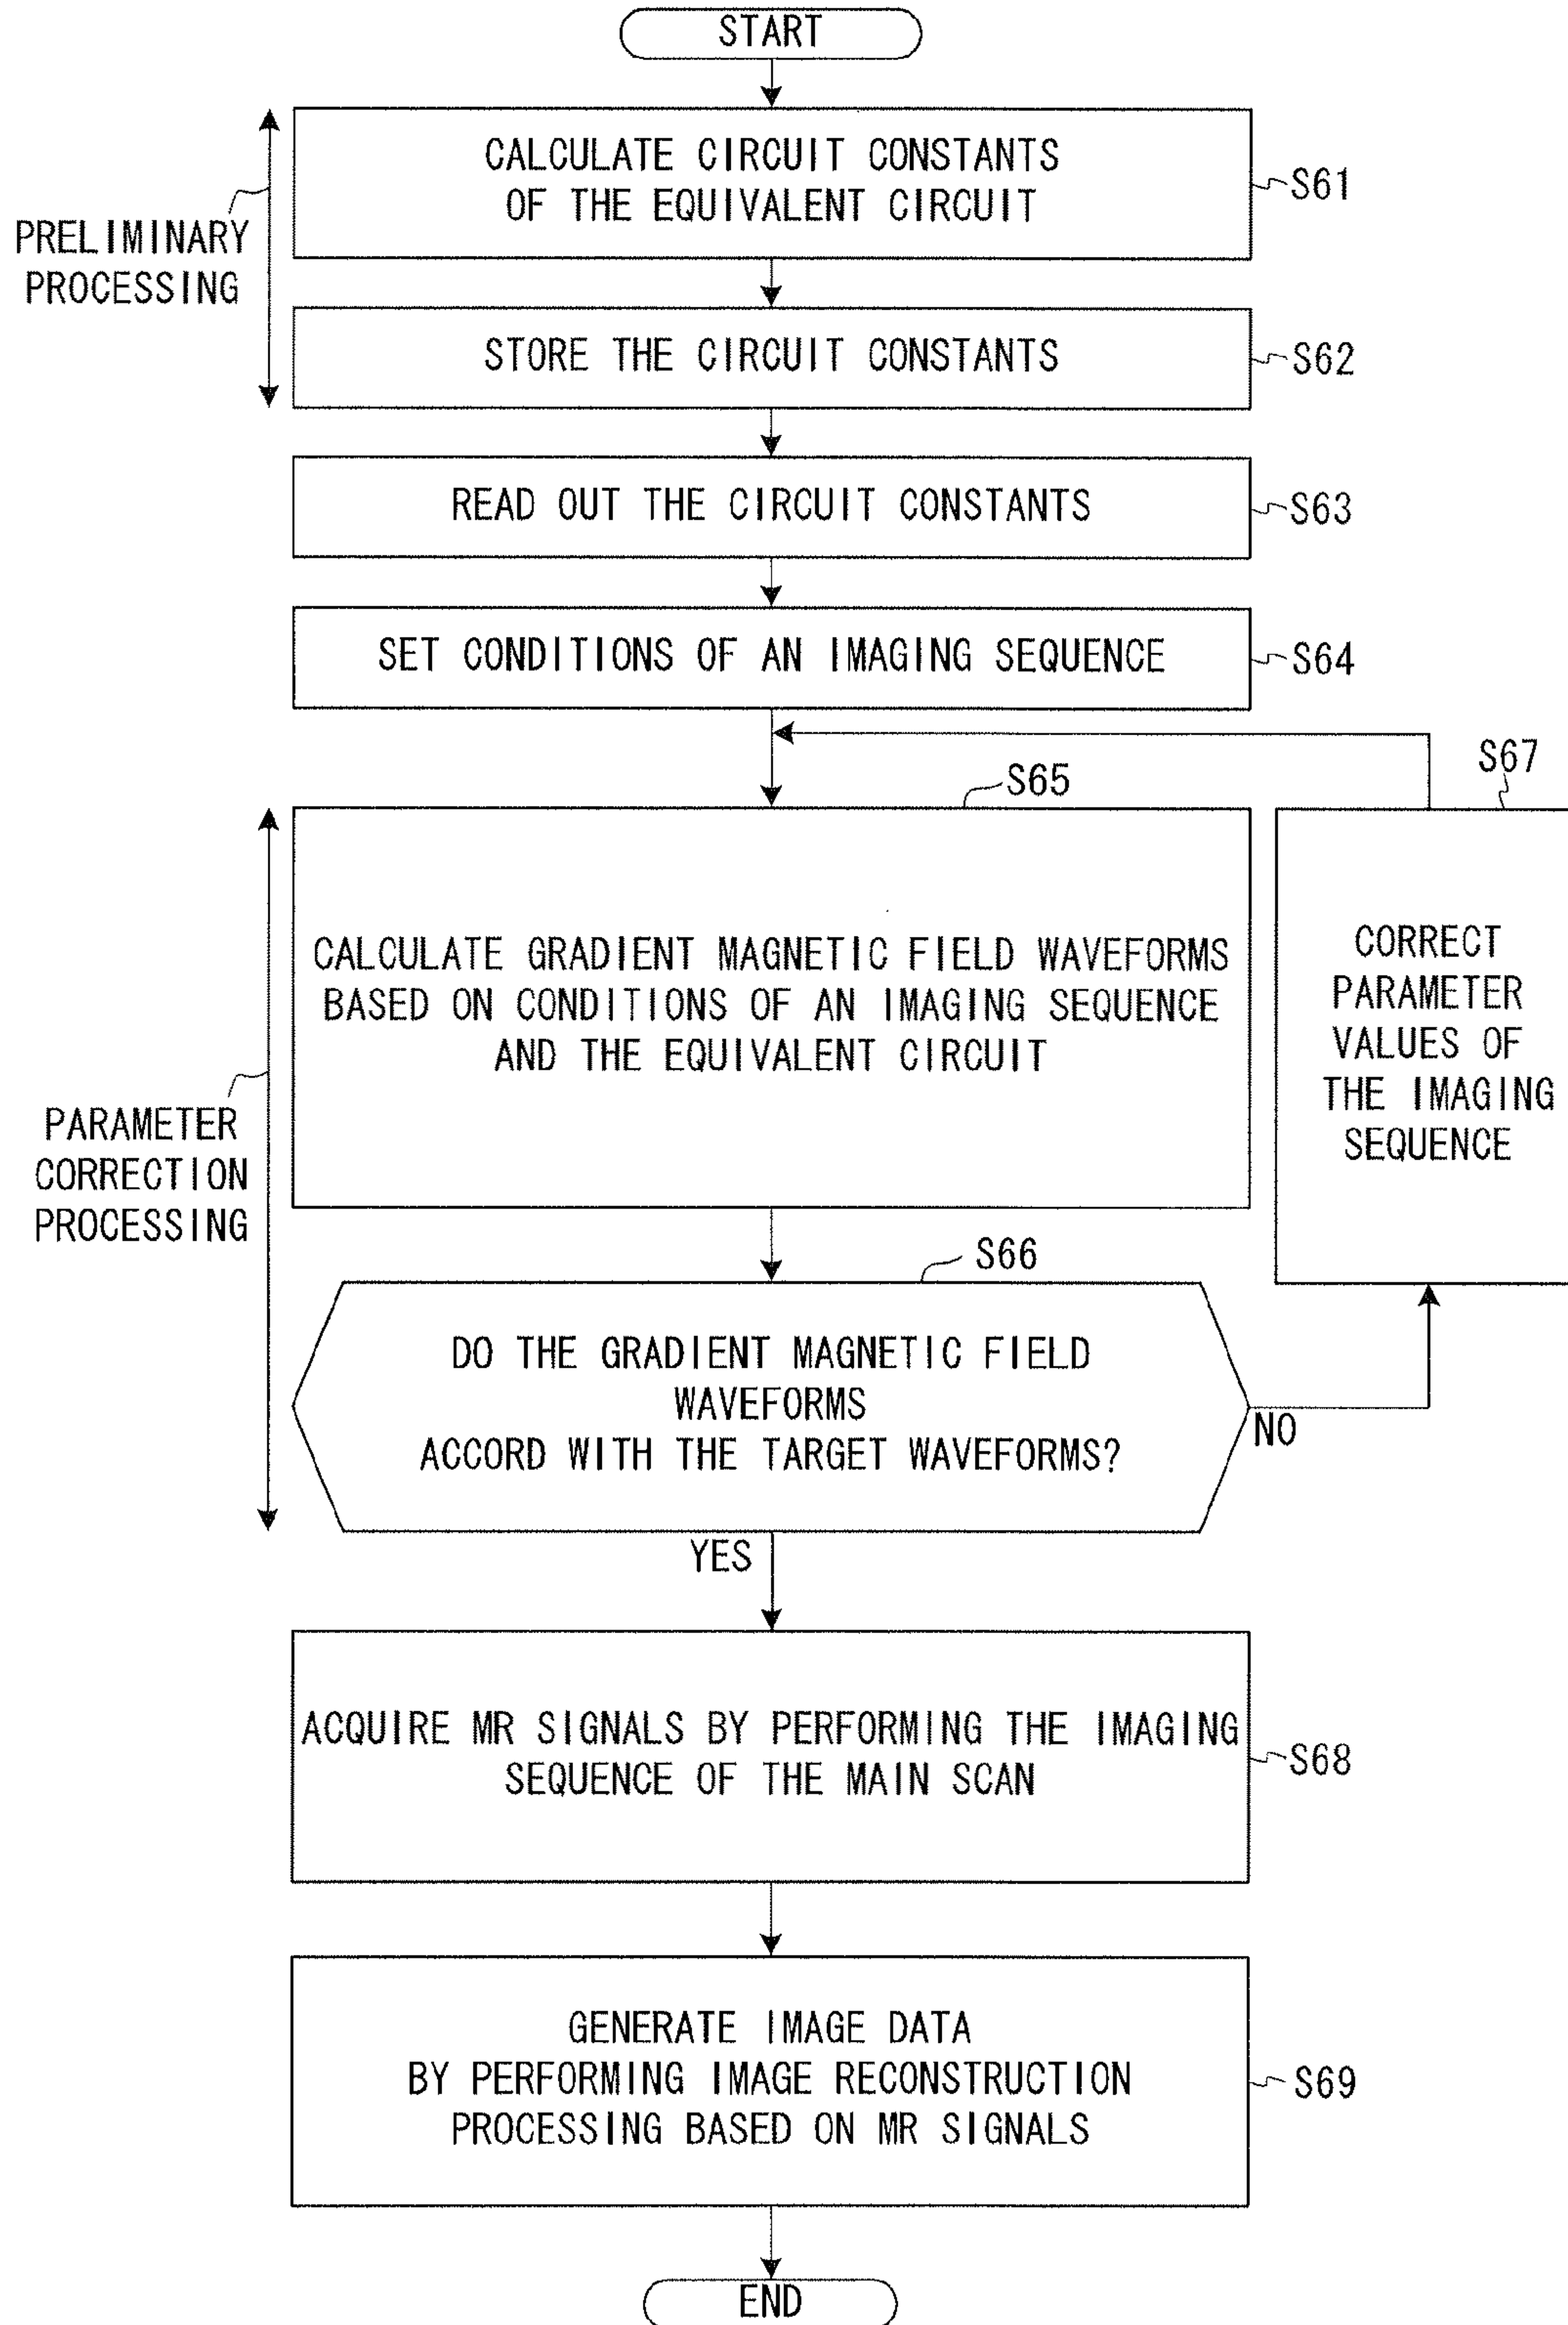 START
CALCULATE CIRCUIT CONSTANTS
OF THE EQUIVALENT CIRCUIT
S61
PRELIMINARY
PROCESSING
STORE THE CIRCUIT CONSTANTS
S62
READ OUT THE CIRCUIT CONSTANTS
S63
SET CONDITIONS OF AN IMAGING SEQUENCE
S64
S65
CALCULATE GRADIENT MAGNETIC FIELD WAVEFORMS
BASED ON CONDITIONS OF AN IMAGING SEQUENCE
AND THE EQUIVALENT CIRCUIT
S67
CORRECT
PARAMETER
VALUES OF
THE IMAGING
SEQUENCE
PARAMETER
CORRECTION
PROCESSING
S66
DO THE GRADIENT MAGNETIC FIELD
WAVEFORMS
ACCORD WITH THE TARGET WAVEFORMS?
NO
YES
ACQUIRE MR SIGNALS BY PERFORMING THE IMAGING
SEQUENCE OF THE MAIN SCAN
S68
GENERATE IMAGE DATA
BY PERFORMING IMAGE RECONSTRUCTION
PROCESSING BASED ON MR SIGNALS
S69
END